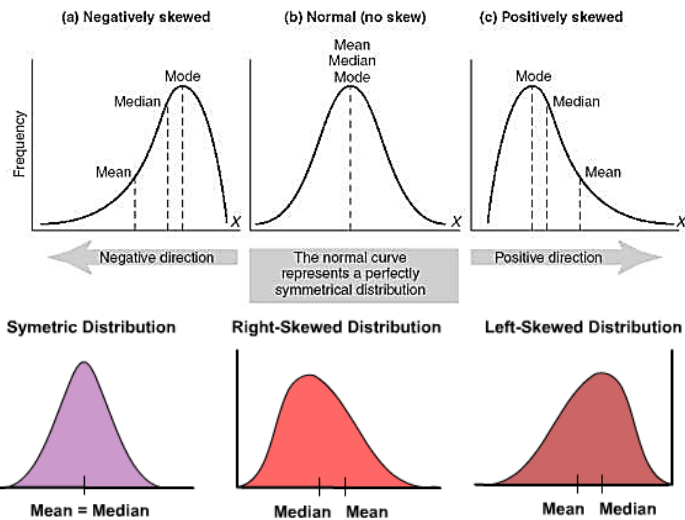 (a) Negatively skewed
(b) Normal (no skew)
(c) Positively skewed
Mean
Median
Mode
Mode
Median
Mean
Frequency
X
X
Mode
Median
Mean
X
Negative direction
The normal curve
represents a perfectly
symmetrical distribution
Positive direction
Symetric Distribution
Right-Skewed Distribution
Left-Skewed Distribution
Mean = Median
Median Mean
Mean Median